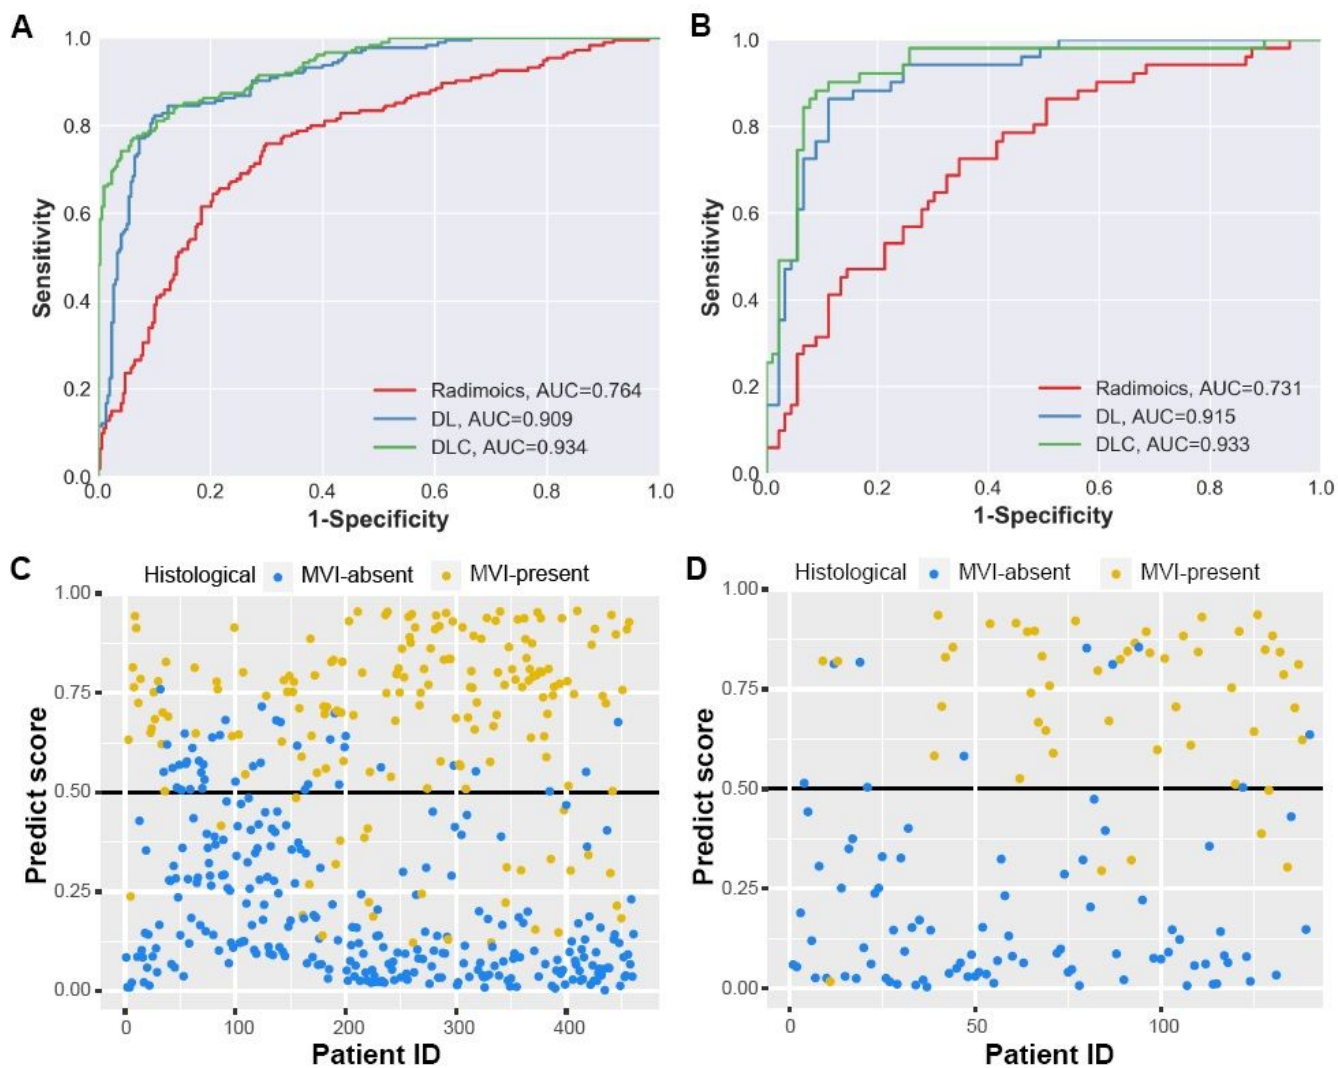 A
1.0
0.8
0.6
0.4
0.2
0.0
Sensitivity
Radimoics, AUC=0.764
DL, AUC=0.909
DLC, AUC=0.934
0.0 0.2 0.4 0.6 0.8 1.0
1-Specificity
B
1.0
0.8
0.6
0.4
0.2
0.0
Sensitivity
Radimoics, AUC=0.731
DL, AUC=0.915
DLC, AUC=0.933
0.0 0.2 0.4 0.6 0.8 1.0
1-Specificity
C
Histological MVI-absent MVI-present
1.00
0.75
0.50
0.25
0.00
Predict score
0 100 200 300 400
Patient ID
D
Histological MVI-absent MVI-present
1.00
0.75
0.50
0.25
0.00
Predict score
0 50 100
Patient ID